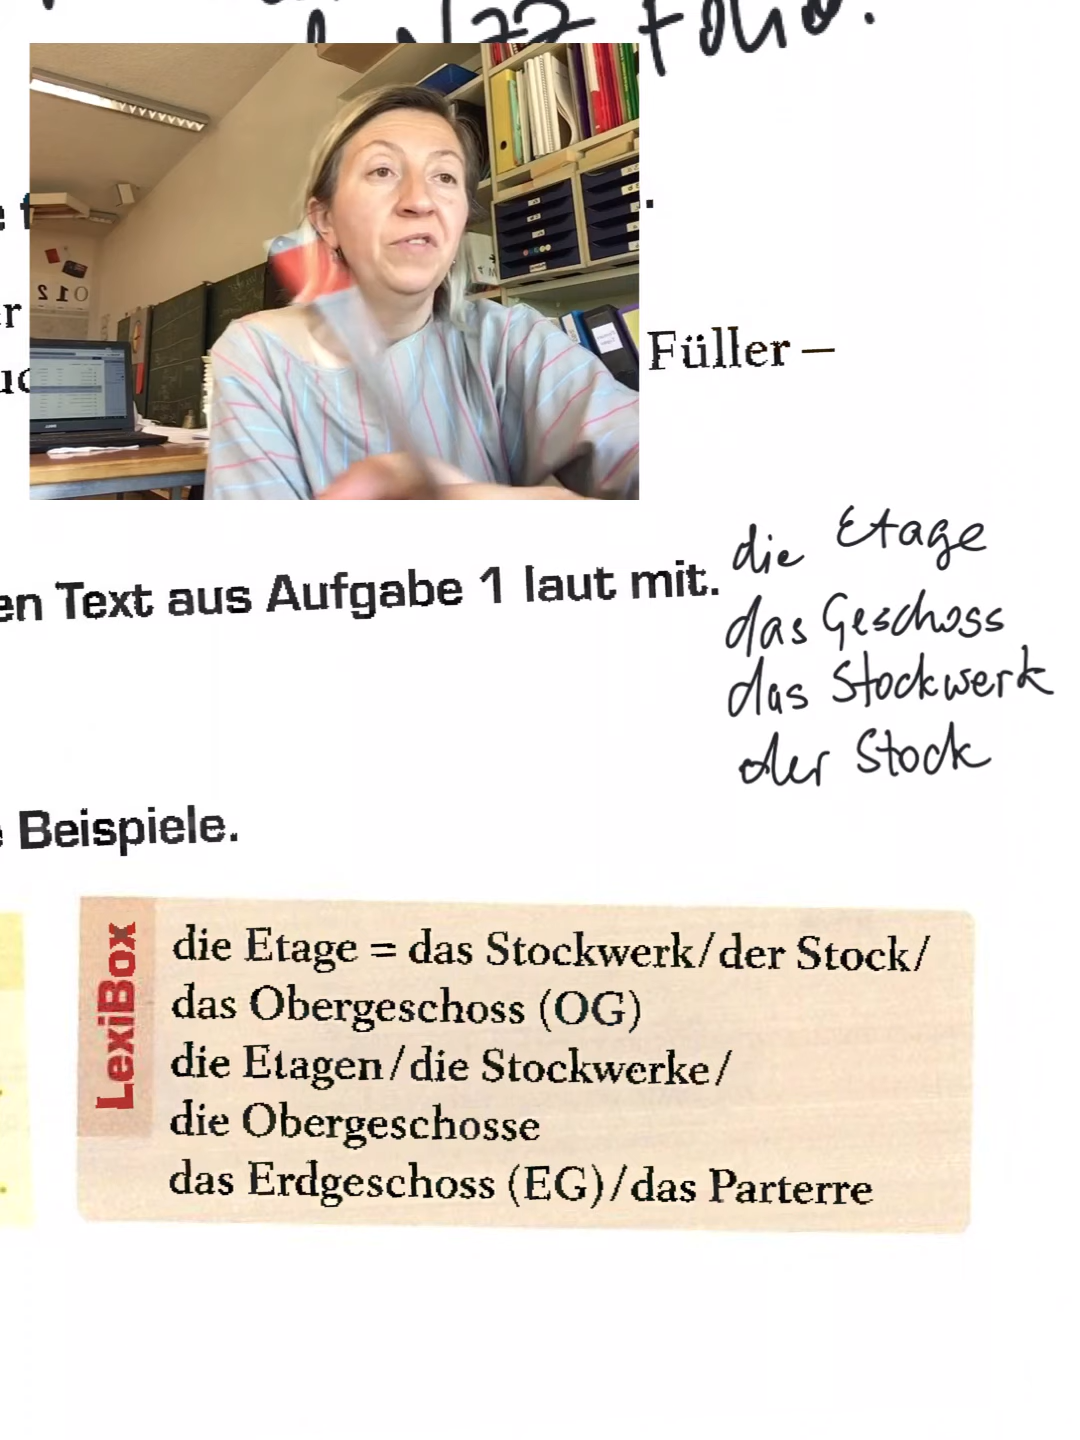 Folio.
.
Füller –
die Etage
en Text aus Aufgabe 1 laut mit.
das Geschoss
das Stockwerk
der Stock
Beispiele.
LexiBox
die Etage = das Stockwerk/der Stock/
das Obergeschoss (OG)
die Etagen/die Stockwerke/
die Obergeschosse
das Erdgeschoss (EG)/das Parterre